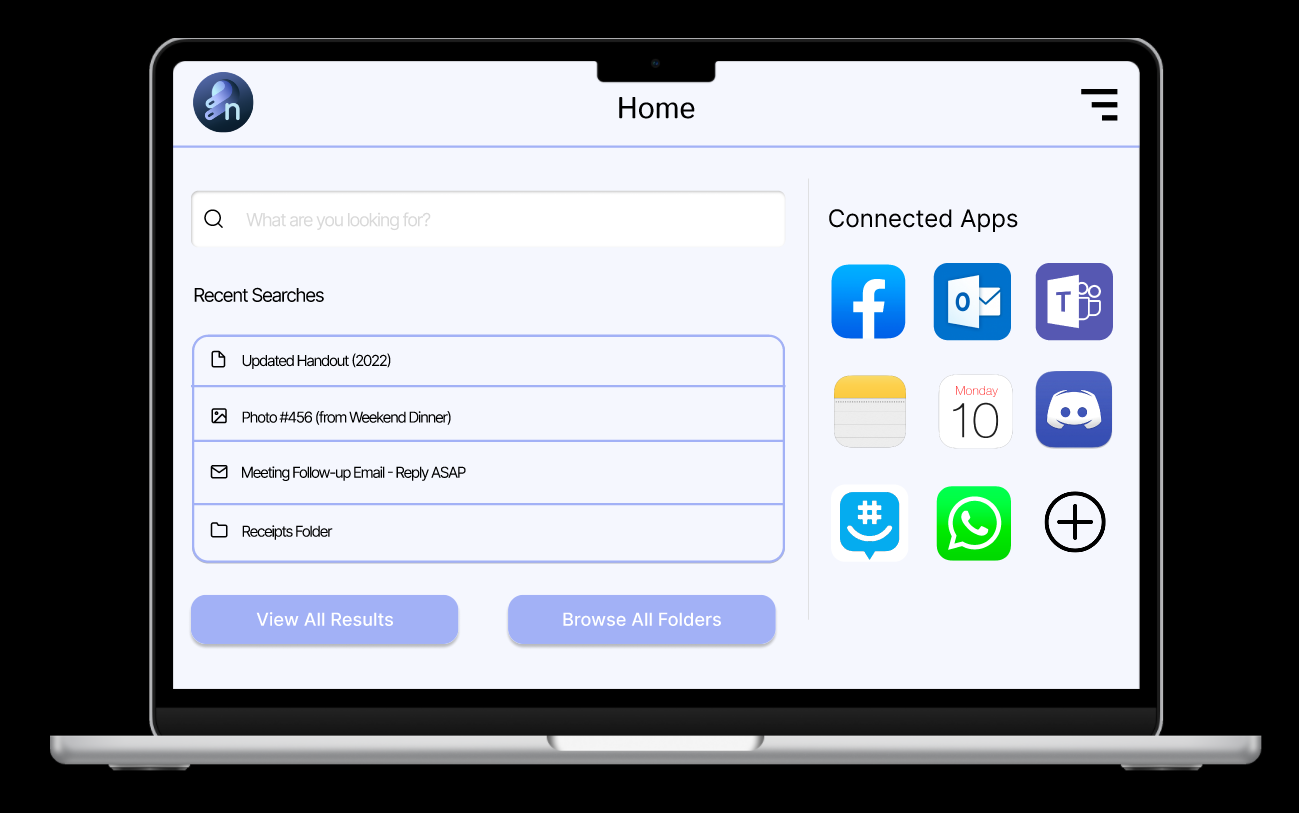 n
Home
What are you looking for?
Connected Apps
Recent Searches
Updated Handout (2022)
Photo #456 (from Weekend Dinner)
Meeting Follow-up Email - Reply ASAP
Receipts Folder
f
O
T
Monday
10
#
View All Results
Browse All Folders